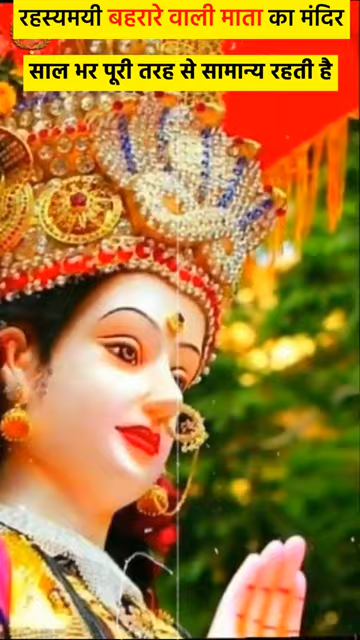 रहस्यमयी बहरारे वाली माता का मंदिर
साल भर पूरी तरह से सामान्य रहती है